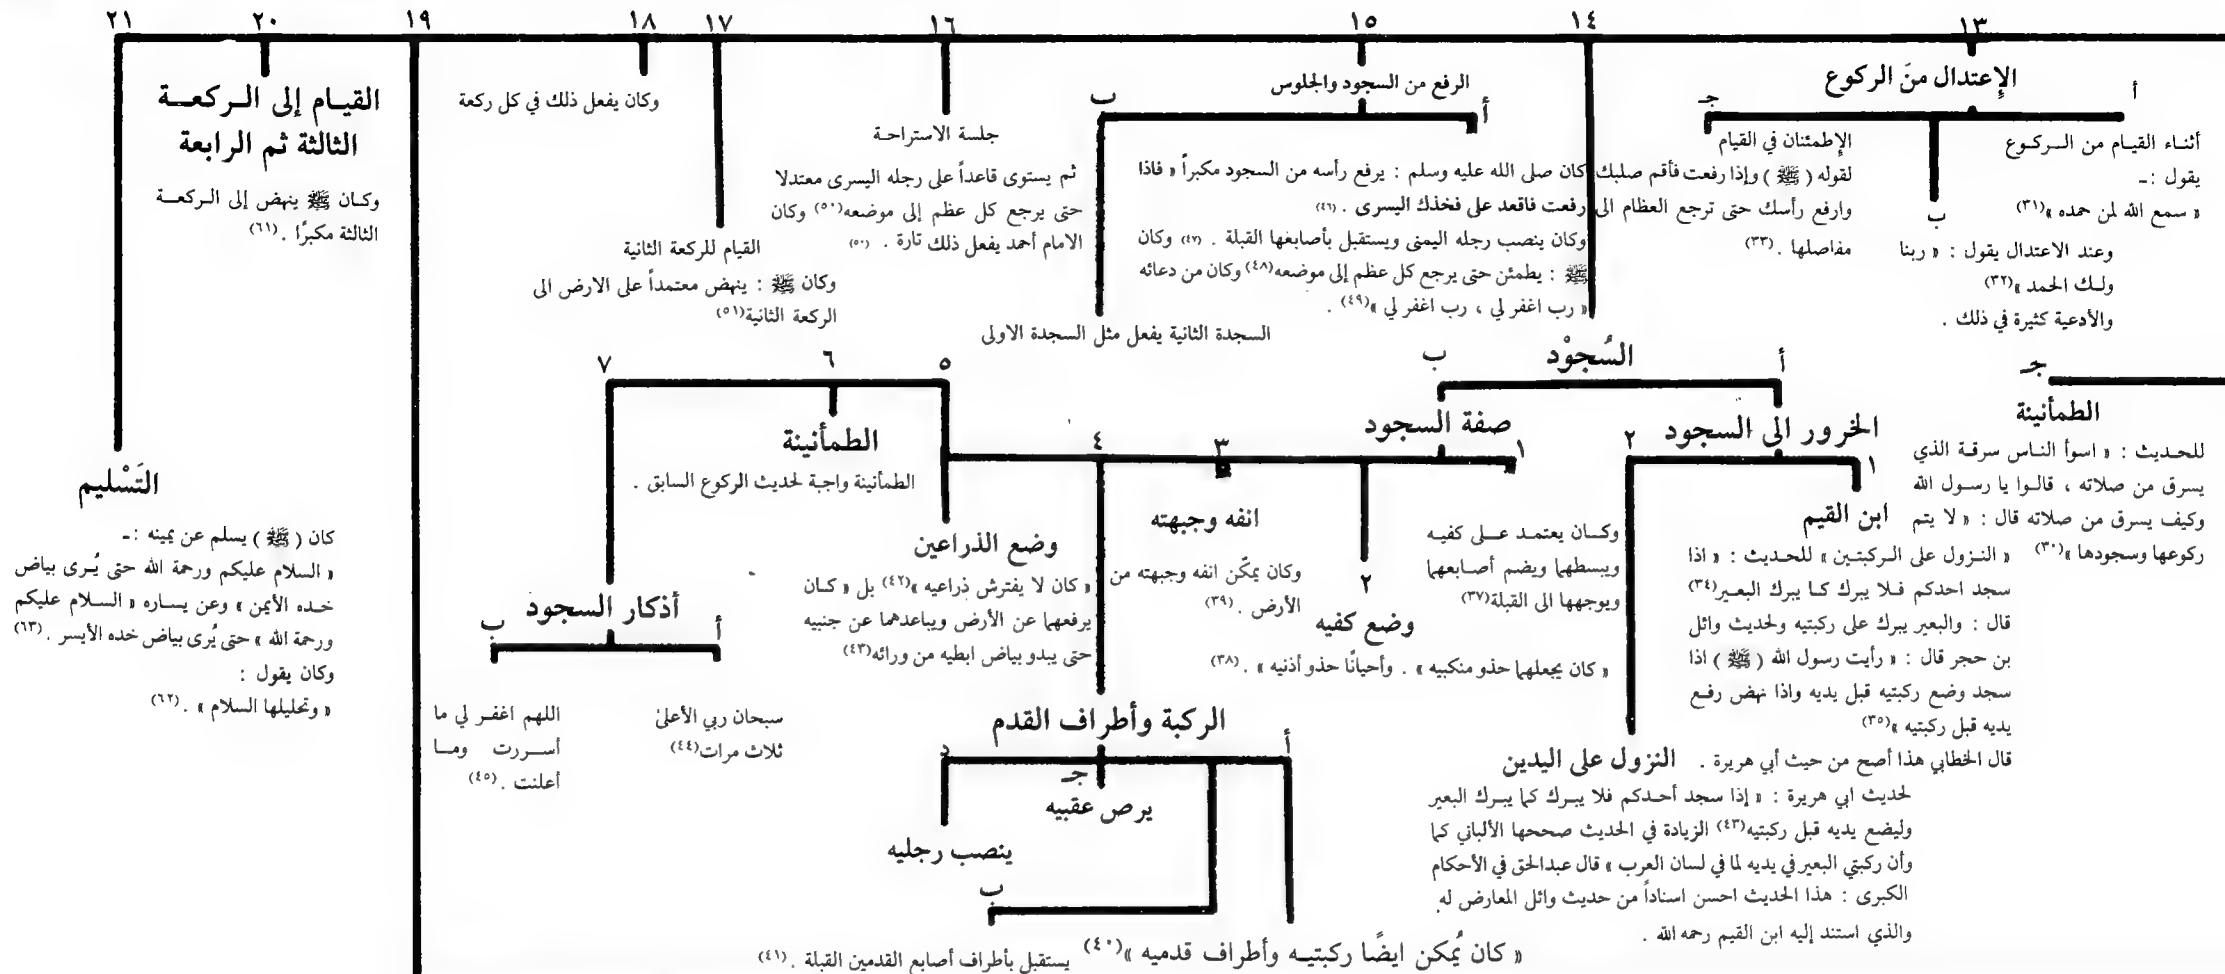 ١٣
١٤
١٥
١٦
١٧
١٨
١٩
٢٠
٢١
الإعتدال منَ الركوع
أ
أثناء القيام من الركوع
يقول :ـ
« سمع الله لمن حمده »(٣١)
ب
وعند الاعتدال يقول : « ربنا
ولك الحمد »(٣٢)
والأدعية كثيرة في ذلك .
جـ
الإطمئنان في القيام
لقوله ( ﷺ ) وإذا رفعت فأقم صلبك
وارفع رأسك حتى ترجع العظام الى
مفاصلها .(٣٣)
جـ
الطمأنينة
للحديث : « اسوأ الناس سرقة الذي
يسرق من صلاته ، قالوا يا رسول الله
وكيف يسرق من صلاته قال : « لا يتم
ركوعها وسجودها »(٣٠)
السُجوْد
أ
الخرور الى السجود
١
ابن القيم
« النزول على الركبتين » للحديث : « اذا
سجد احدكم فلا يبرك كما يبرك البعير(٣٤)
قال : والبعير يبرك على ركبتيه ولحديث وائل
بن حجر قال : « رأيت رسول الله ( ﷺ ) اذا
سجد وضع ركبتيه قبل يديه واذا نهض رفع
يديه قبل ركبتيه »(٣٥)
قال الخطابي هذا أصح من حيث أبي هريرة .
٢
النزول على اليدين
لحديث ابي هريرة : « إذا سجد أحدكم فلا يبرك كما يبرك البعير
وليضع يديه قبل ركبتيه(٤٣) الزيادة في الحديث صححها الألباني كما
وأن ركبتي البعير في يديه لما في لسان العرب » قال عبدالحق في الأحكام
الكبرى : هذا الحديث احسن اسناداً من حديث وائل المعارض له
والذي استند إليه ابن القيم رحمه الله .
ب
صفة السجود
١
وكان يعتمد على كفيه
ويبسطهما ويضم أصابعهما
ويوجهها الى القبلة(٣٧)
٢
وضع كفيه
« كان يجعلهما حذو منكبيه » . وأحيانًا حذو أذنيه » .(٣٨)
٣
انفه وجبهته
وكان يمكّن انفه وجبهته من
الأرض .(٣٩)
٤
الركبة وأطراف القدم
أ
« كان يُمكن ايضًا ركبتيه وأطراف قدميه »(٤٠)
ب
يستقبل بأطراف أصابع القدمين القبلة .(٤١)
جـ
يرص عقبيه
د
ينصب رجليه
٥
وضع الذراعين
« كان لا يفترش ذراعيه »(٤٢) بل « كان
يرفعهما عن الأرض ويباعدهما عن جنبيه
حتى يبدو بياض ابطيه من ورائه(٤٣)
٦
الطمأنينة
الطمأنينة واجبة لحديث الركوع السابق .
٧
أذكار السجود
أ
سبحان ربي الأعلى
ثلاث مرات(٤٤)
ب
اللهم اغفر لي ما
أسررت وما
أعلنت .(٤٥)
الرفع من السجود والجلوس
أ
كان صلى الله عليه وسلم : يرفع رأسه من السجود مكبراً « فاذا
رفعت فاقعد على فخذك اليسرى .(٤٦)
وكان ينصب رجله اليمنى ويستقبل بأصابعها القبلة .(٤٧) وكان
ﷺ : يطمئن حتى يرجع كل عظم إلى موضعه(٤٨) وكان من دعائه
« رب اغفر لي ، رب اغفر لي »(٤٩) .
ب
السجدة الثانية يفعل مثل السجدة الاولى
جلسة الاستراحة
ثم يستوى قاعداً على رجله اليسرى معتدلا
حتى يرجع كل عظم إلى موضعه(٥٠) وكان
الامام أحمد يفعل ذلك تارة .(٥٠)
القيام للركعة الثانية
وكان ﷺ : ينهض معتمداً على الارض الى
الركعة الثانية(٥١)
وكان يفعل ذلك في كل ركعة
القيام إلى الركعة
الثالثة ثم الرابعة
وكان ﷺ ينهض إلى الركعة
الثالثة مكبرًا .(٦١)
التَسْليم
كان ( ﷺ ) يسلم عن يمينه :ـ
« السلام عليكم ورحمة الله حتى يُرى بياض
خده الأيمن » وعن يساره « السلام عليكم
ورحمة الله » حتى يُرى بياض خده الأيسر .(٦٣)
وكان يقول :
« وتحليلها السلام » .(٦٢)